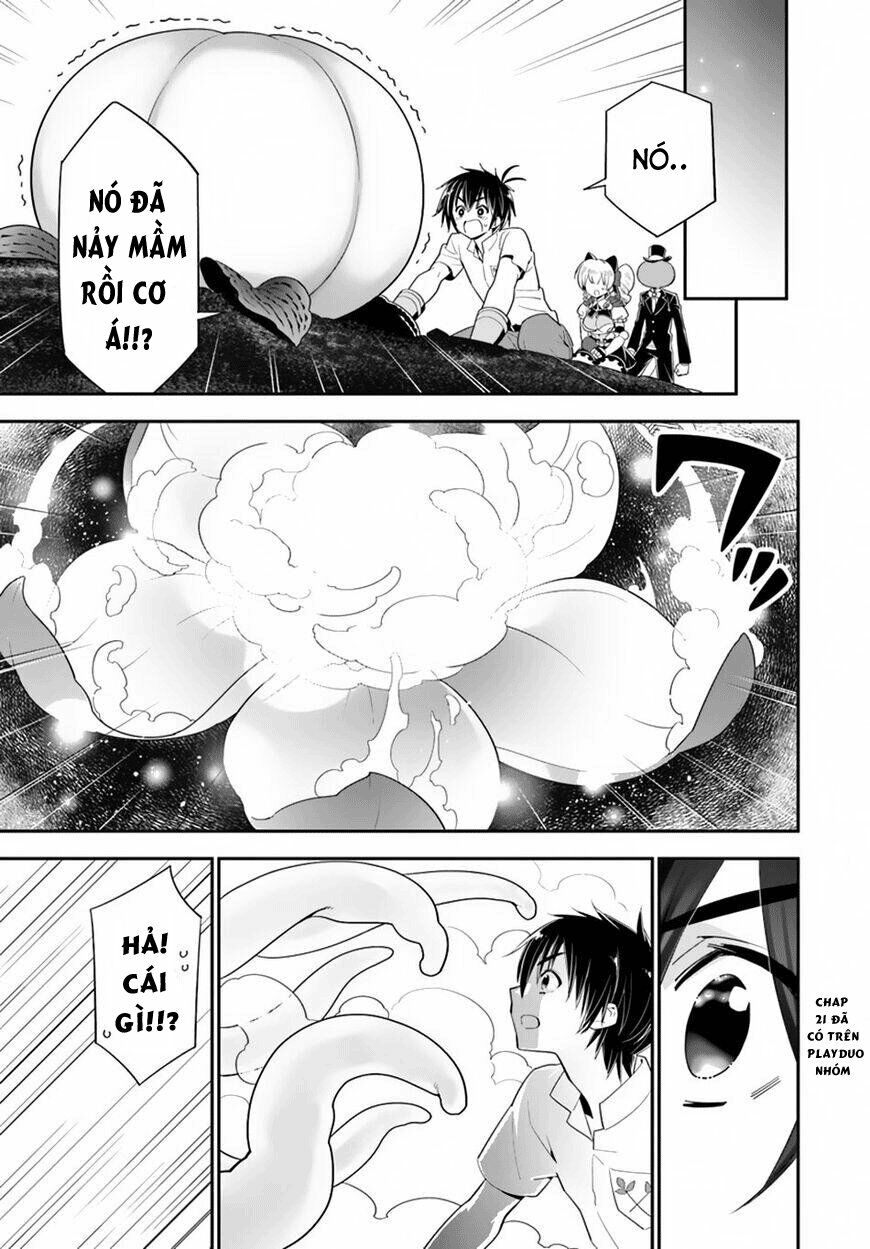 NÓ..
NÓ ĐÃ
NẢY MẦM
RỒI CƠ
Á!!?
CHAP
21 ĐÃ
CÓ TRÊN
PLAYDUO
NHÓM
HẢ!
CÁI
GÌ!!?